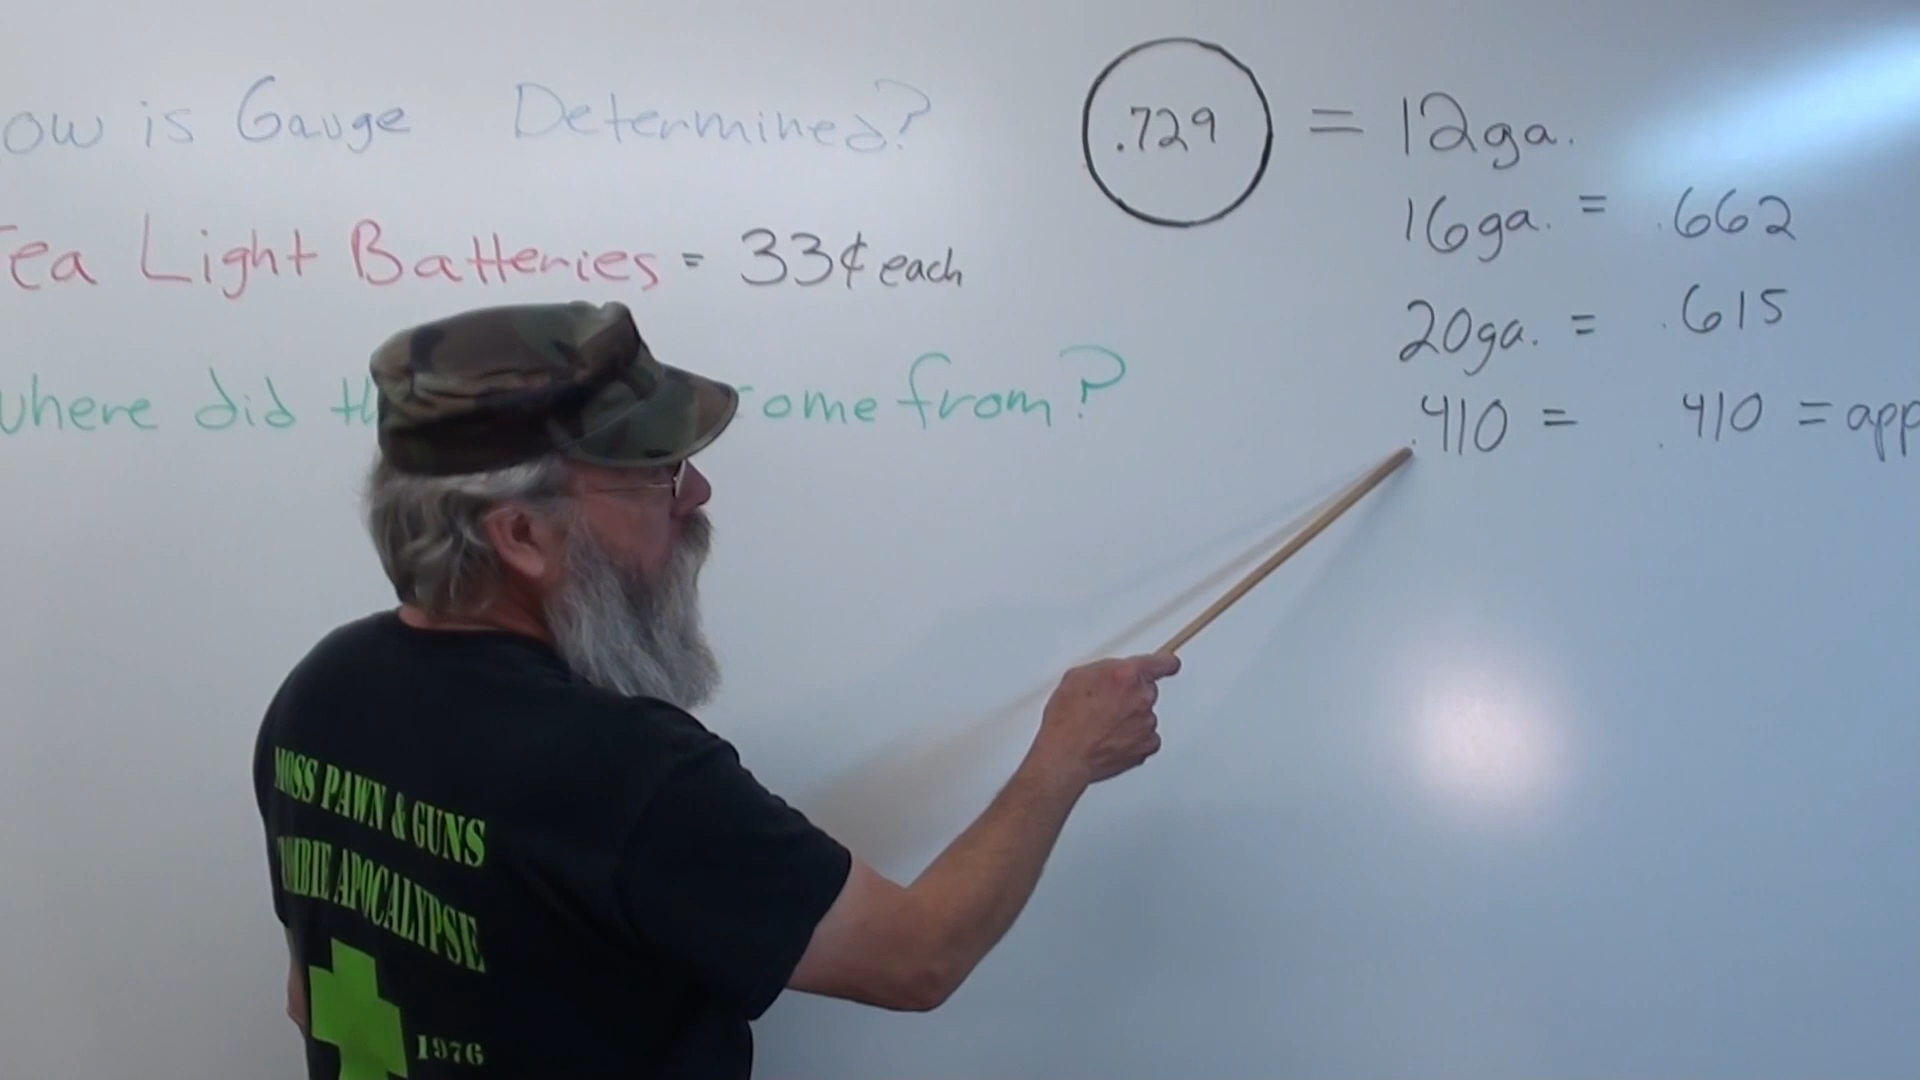 ow is Gauge Determined?
Tea Light Batteries = 33¢ each
where did th ome from?
.729 = 12ga.
16ga. = .662
20ga. = .615
.410 = .410 = app
MOSS PAWN & GUNS
ZOMBIE APOCALYPSE
1976